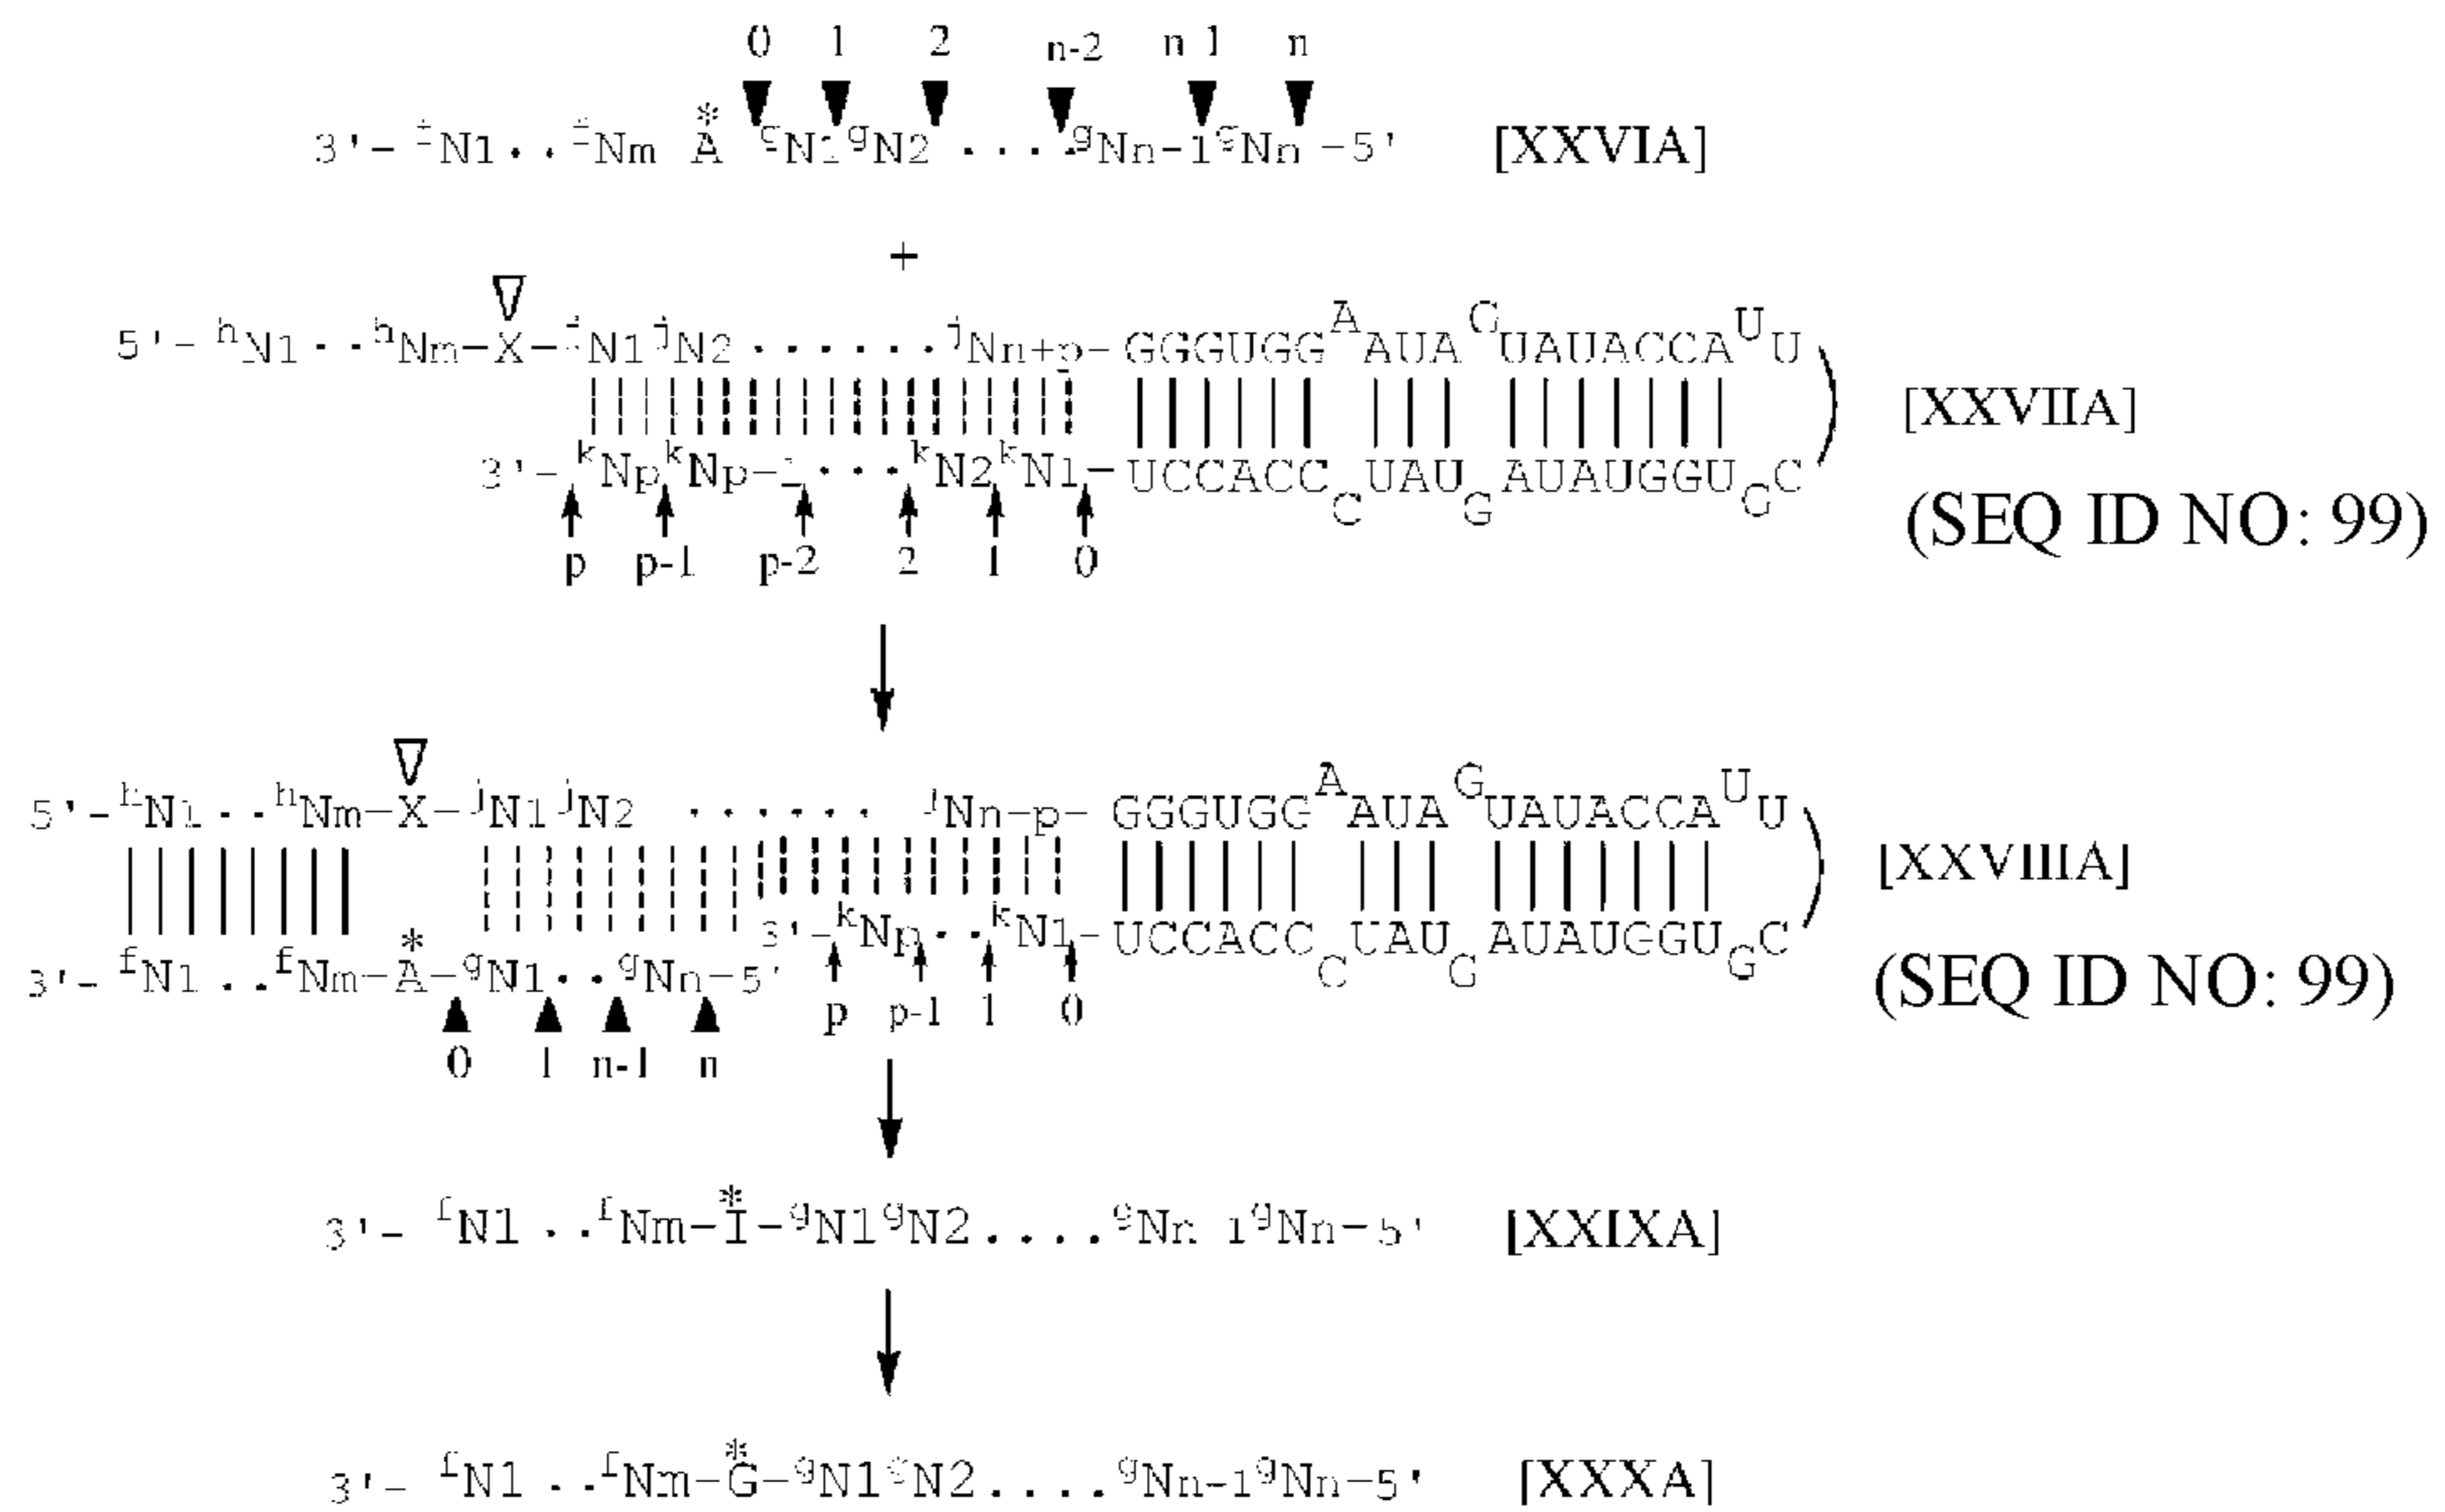 0 1 2 n-2 n 1 n
*
3'- fN1 . . fNm A gN1 gN2 . . . . gNn-1 gNn -5' [XXVIA]
+
5'- hN1 . . hNm-X-jN1 jN2 . . . . . . . jNn+p- GGGUGG A AUA G UAUACCA U U
[XXVIIA]
3'- kNp kNp-1 . . . kN2 kN1- UCCACC C UAU G AUAUGGU G C
(SEQ ID NO: 99)
p p-1 p-2 2 1 0
5'- hN1 . . hNm-X-jN1 jN2 . . . . . . jNn-p- GGGUGG A AUA G UAUACCA U U
[XXVIIIA]
3'-kNp . . kN1-UCCACC C UAU G AUAUGGU G C
*
3'- fN1 . . fNm-A-gN1 . . gNn-5'
(SEQ ID NO: 99)
p p-1 1 0
0 1 n-1 n
*
3'- fN1 . . fNm-I-gN1 gN2 . . . . gNn 1 gNn-5' [XXIXA]
*
3'- fN1 . . fNm-G-gN1 gN2 . . . . gNn-1 gNn-5' [XXXA]